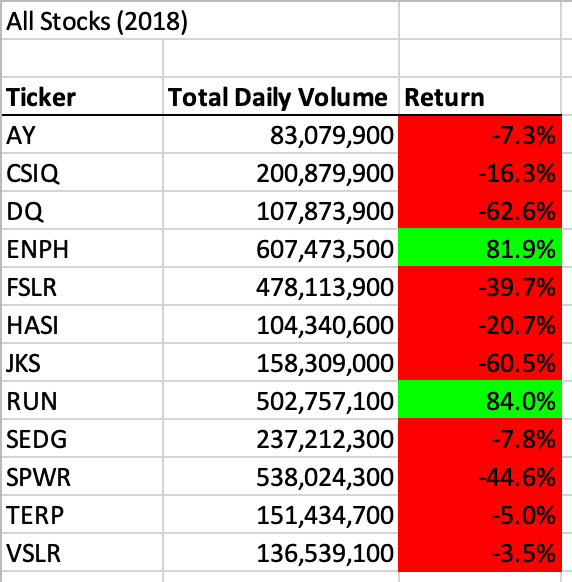 All Stocks (2018)
Ticker Total Daily Volume Return
AY 83,079,900 -7.3%
CSIQ 200,879,900 -16.3%
DQ 107,873,900 -62.6%
ENPH 607,473,500 81.9%
FSLR 478,113,900 -39.7%
HASI 104,340,600 -20.7%
JKS 158,309,000 -60.5%
RUN 502,757,100 84.0%
SEDG 237,212,300 -7.8%
SPWR 538,024,300 -44.6%
TERP 151,434,700 -5.0%
VSLR 136,539,100 -3.5%